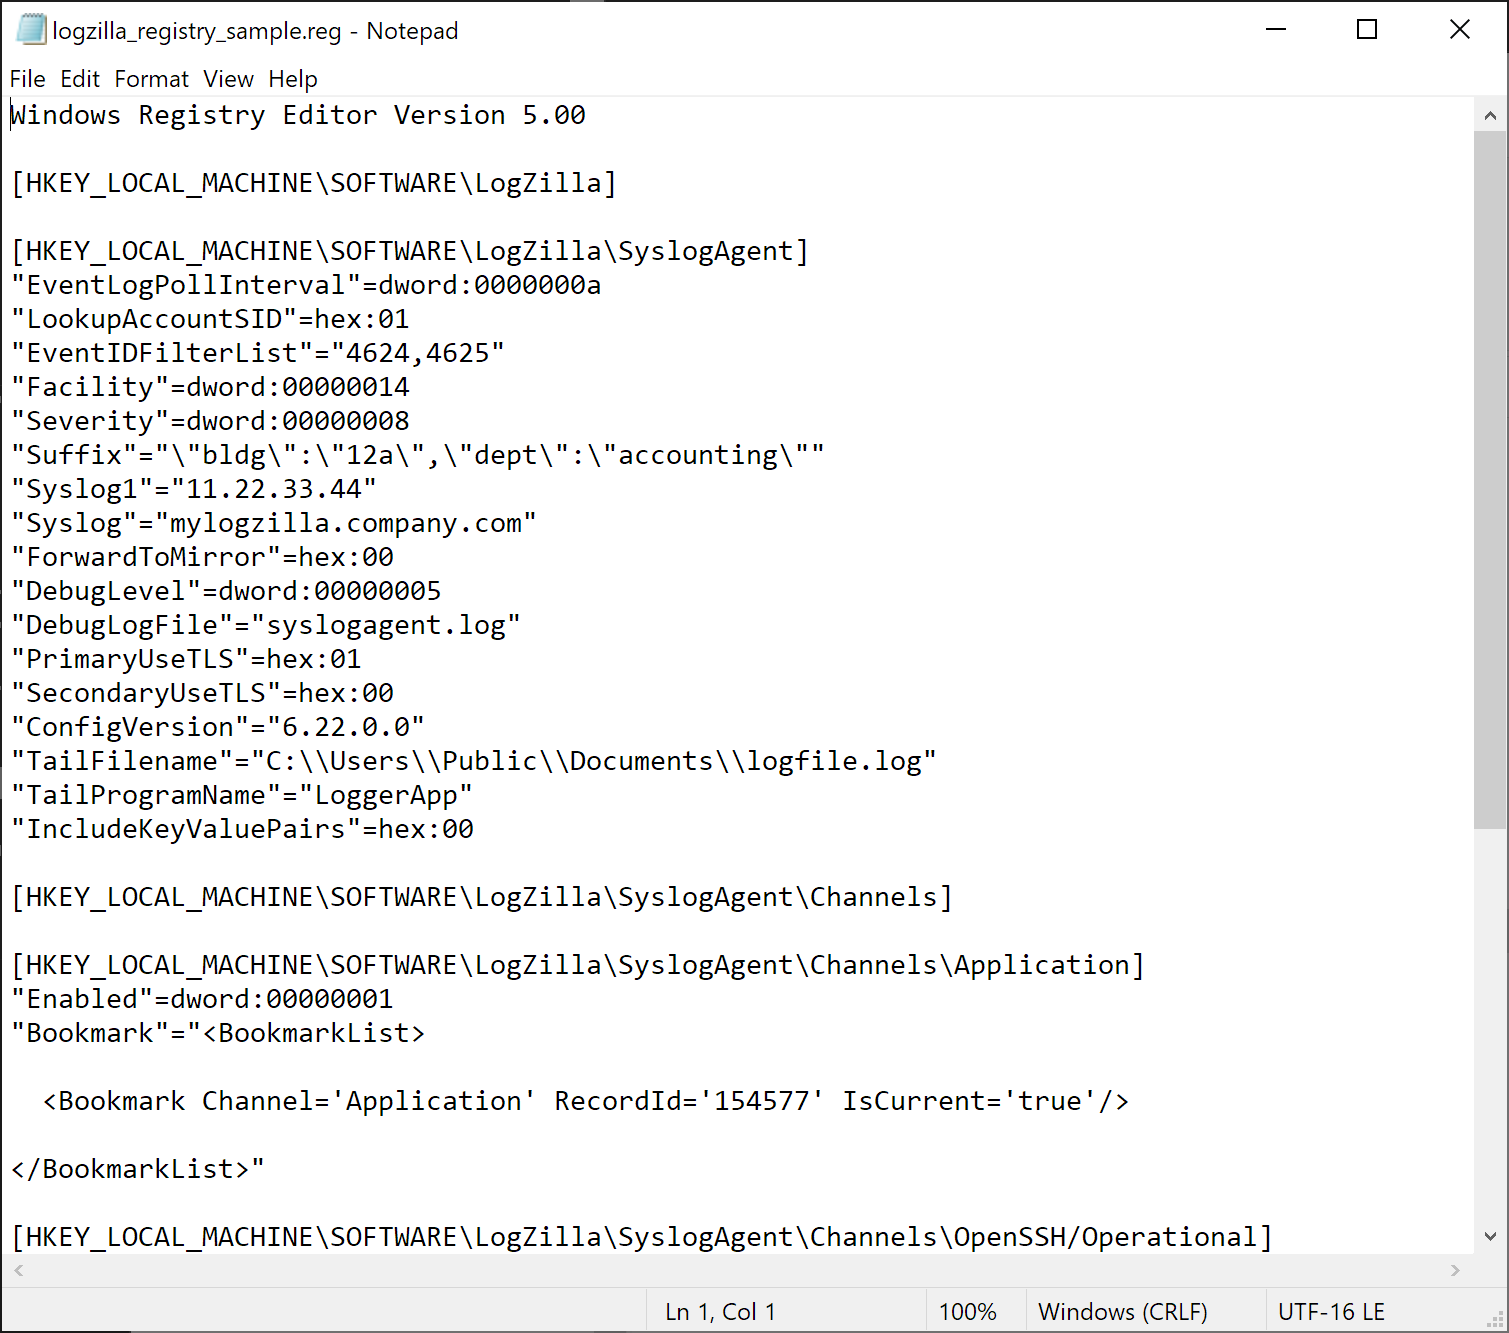 logzilla_registry_sample.reg - Notepad
File Edit Format View Help
Windows Registry Editor Version 5.00
[HKEY_LOCAL_MACHINE\SOFTWARE\LogZilla]
[HKEY_LOCAL_MACHINE\SOFTWARE\LogZilla\SyslogAgent]
"EventLogPollInterval"=dword:0000000a
"LookupAccountSID"=hex:01
"EventIDFilterList"="4624,4625"
"Facility"=dword:00000014
"Severity"=dword:00000008
"Suffix"="\"bldg\":\"12a\",\"dept\":\"accounting\""
"Syslog1"="11.22.33.44"
"Syslog"="mylogzilla.company.com"
"ForwardToMirror"=hex:00
"DebugLevel"=dword:00000005
"DebugLogFile"="syslogagent.log"
"PrimaryUseTLS"=hex:01
"SecondaryUseTLS"=hex:00
"ConfigVersion"="6.22.0.0"
"TailFilename"="C:\\Users\\Public\\Documents\\logfile.log"
"TailProgramName"="LoggerApp"
"IncludeKeyValuePairs"=hex:00
[HKEY_LOCAL_MACHINE\SOFTWARE\LogZilla\SyslogAgent\Channels]
[HKEY_LOCAL_MACHINE\SOFTWARE\LogZilla\SyslogAgent\Channels\Application]
"Enabled"=dword:00000001
"Bookmark"="<BookmarkList>
  <Bookmark Channel='Application' RecordId='154577' IsCurrent='true'/>
</BookmarkList>"
[HKEY_LOCAL_MACHINE\SOFTWARE\LogZilla\SyslogAgent\Channels\OpenSSH/Operational]
Ln 1, Col 1 100% Windows (CRLF) UTF-16 LE